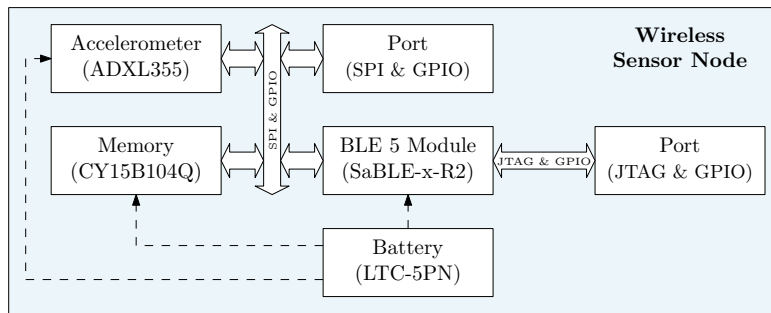 Accelerometer
(ADXL355)
Port
(SPI & GPIO)
Wireless
Sensor Node
SPI & GPIO
Memory
(CY15B104Q)
BLE 5 Module
(SaBLE-x-R2)
JTAG & GPIO
Port
(JTAG & GPIO)
Battery
(LTC-5PN)